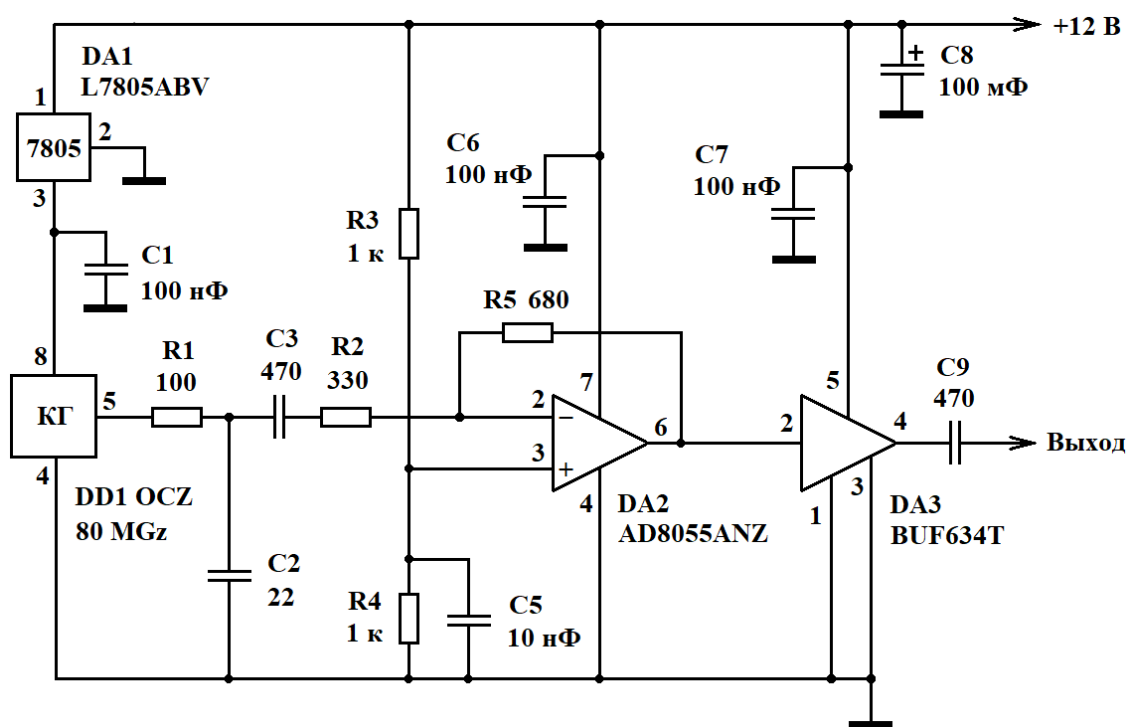 +12 В
DA1
L7805ABV
1
2
7805
3
C8
+
100 мФ
C6
100 нФ
C7
100 нФ
R3
1 к
C1
100 нФ
R5 680
8
R1
100
C3
470
R2
330
7
5
C9
470
КГ
5
2
−
6
2
4
Выход
3
+
4
4
1
3
DD1 OCZ
80 MGz
DA2
AD8055ANZ
DA3
BUF634T
C2
22
R4
1 к
C5
10 нФ